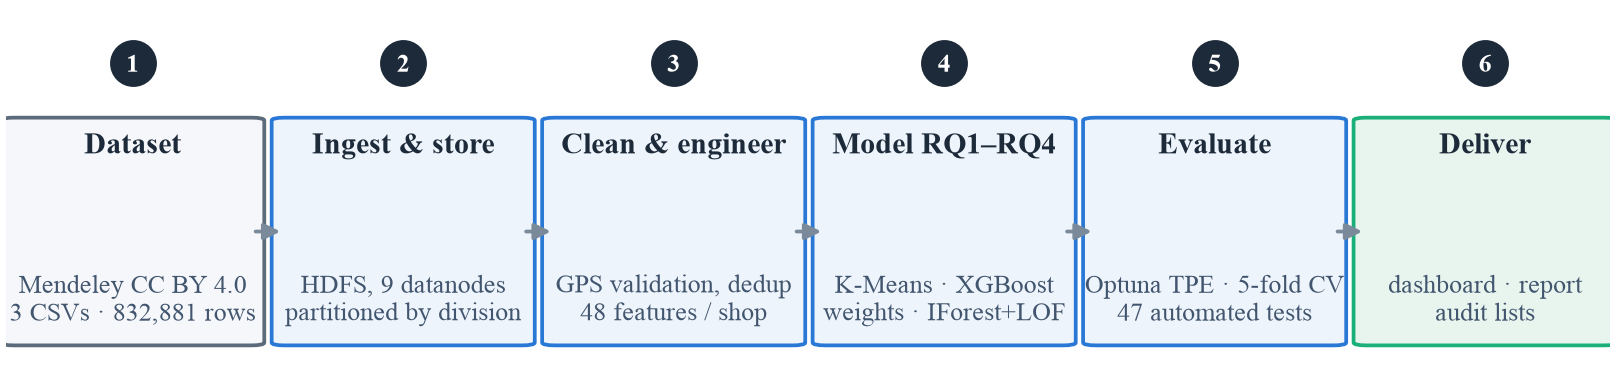 1
Dataset
Mendeley CC BY 4.0
3 CSVs · 832,881 rows
2
Ingest & store
HDFS, 9 datanodes
partitioned by division
3
Clean & engineer
GPS validation, dedup
48 features / shop
4
Model RQ1–RQ4
K-Means · XGBoost
weights · IForest+LOF
5
Evaluate
Optuna TPE · 5-fold CV
47 automated tests
6
Deliver
dashboard · report
audit lists